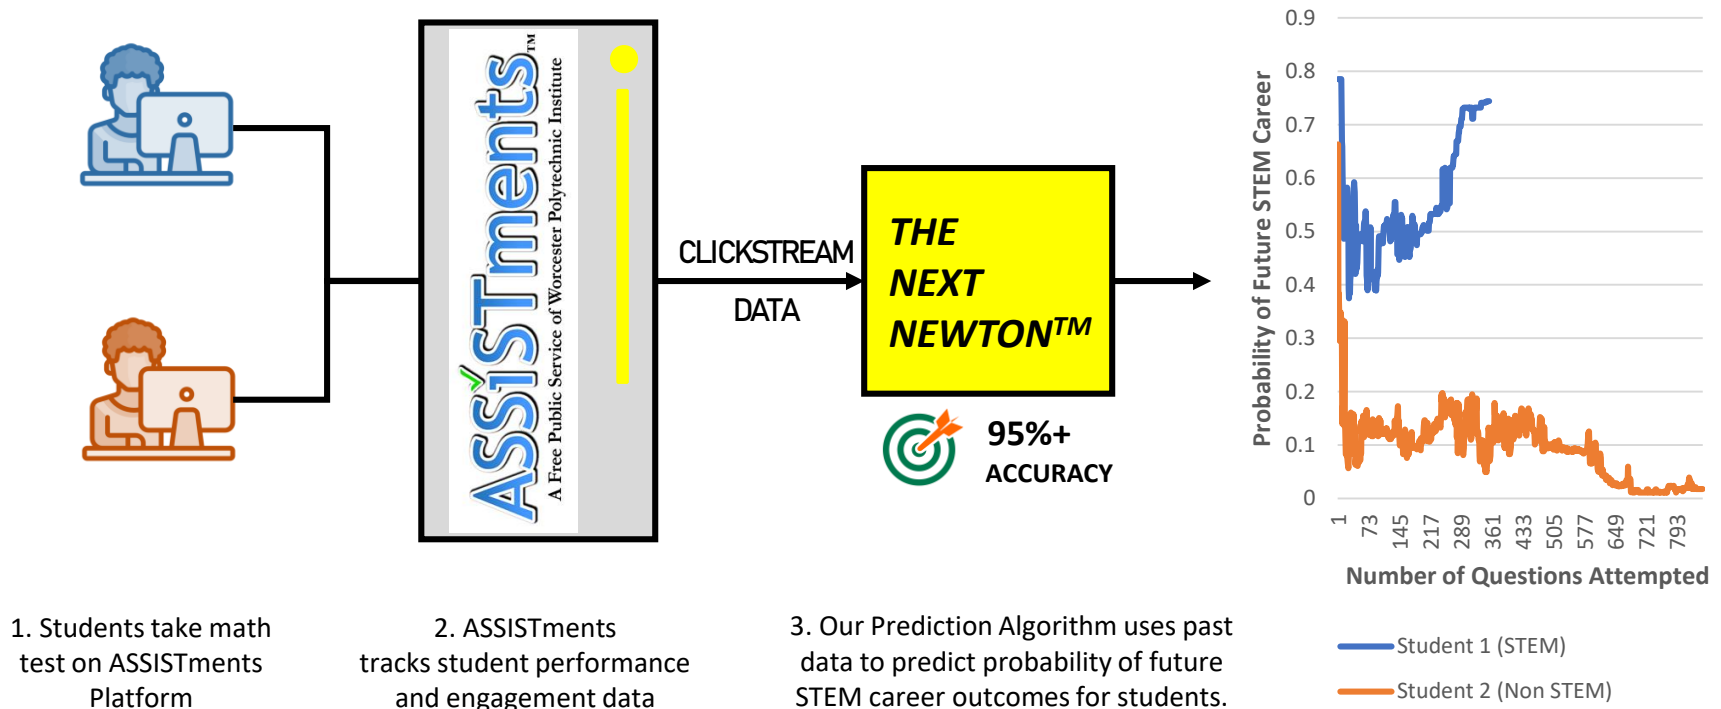 ASSiSTments™
A Free Public Service of Worcester Polytechnic Institute
CLICKSTREAM
DATA
THE
NEXT
NEWTON™
95%+
ACCURACY
1. Students take math
test on ASSISTments
Platform
2. ASSISTments
tracks student performance
and engagement data
3. Our Prediction Algorithm uses past
data to predict probability of future
STEM career outcomes for students.
Probability of Future STEM Career
0.9
0.8
0.7
0.6
0.5
0.4
0.3
0.2
0.1
0
1
73
145
217
289
361
433
505
577
649
721
793
Number of Questions Attempted
Student 1 (STEM)
Student 2 (Non STEM)